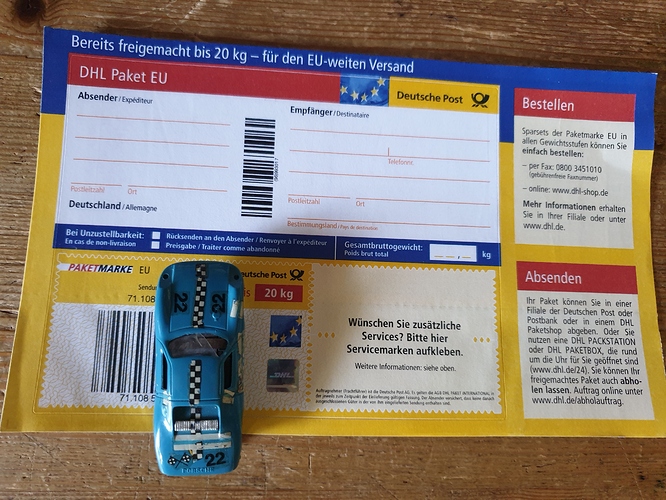 Bereits freigemacht bis 20 kg – für den EU-weiten Versand
DHL Paket EU
Deutsche Post
Absender / Expéditeur
Postleitzahl Ort
Deutschland / Allemagne
Empfänger / Destinataire
Telefonnr.
Postleitzahl Ort
Bestimmungsland / Pays de destination
Bei Unzustellbarkeit:
En cas de non-livraison
Rücksenden an den Absender / Renvoyer à l'expéditeur
Preisgabe / Traiter comme abandonné
Gesamtbruttogewicht:
Poids brut total
kg
PAKETMARKE EU
Deutsche Post
71.108
20 kg
71.108 5
22
22
22
Wünschen Sie zusätzliche
Services? Bitte hier
Servicemarken aufkleben.
Weitere Informationen: siehe oben.
Bestellen
Sparsets der Paketmarke EU in
allen Gewichtsstufen können Sie
einfach bestellen:
– per Fax: 0800 3451010
(gebührenfreie Faxnummer)
– online: www.dhl-shop.de
Mehr Informationen erhalten
Sie in Ihrer Filiale oder unter
www.dhl.de.
Absenden
Ihr Paket können Sie in einer
Filiale der Deutschen Post oder
Postbank oder in einem DHL
Paketshop abgeben. Oder Sie
nutzen eine DHL PACKSTATION
oder DHL PAKETBOX, die rund
um die Uhr für Sie geöffnet sind
(www.dhl.de/24). Sie können Ihr
freigemachtes Paket auch abho-
len lassen. Auftrag online unter
www.dhl.de/abholauftrag.